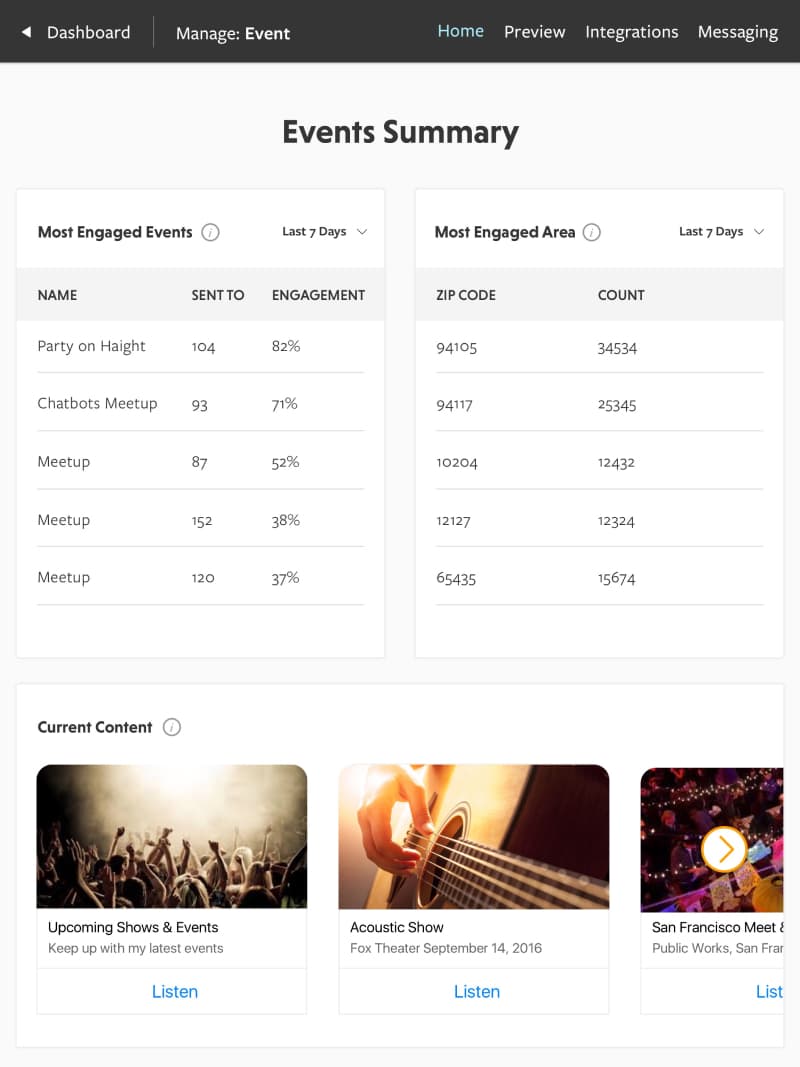 Dashboard Manage: Event Home Preview Integrations Messaging
Events Summary
Most Engaged Events Last 7 Days
NAME SENT TO ENGAGEMENT
Party on Haight 104 82%
Chatbots Meetup 93 71%
Meetup 87 52%
Meetup 152 38%
Meetup 120 37%
Most Engaged Area Last 7 Days
ZIP CODE COUNT
94105 34534
94117 25345
10204 12432
12127 12324
65435 15674
Current Content
Upcoming Shows & Events
Keep up with my latest events
Listen
Acoustic Show
Fox Theater September 14, 2016
Listen
San Francisco Meet &
Public Works, San Fran
List